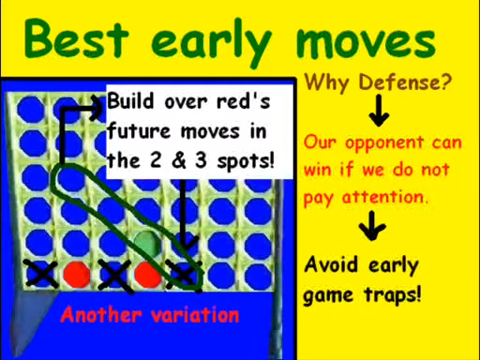 Best early moves
Build over red's
future moves in
the 2 & 3 spots!
Another variation
Why Defense?
Our opponent can
win if we do not
pay attention.
Avoid early
game traps!